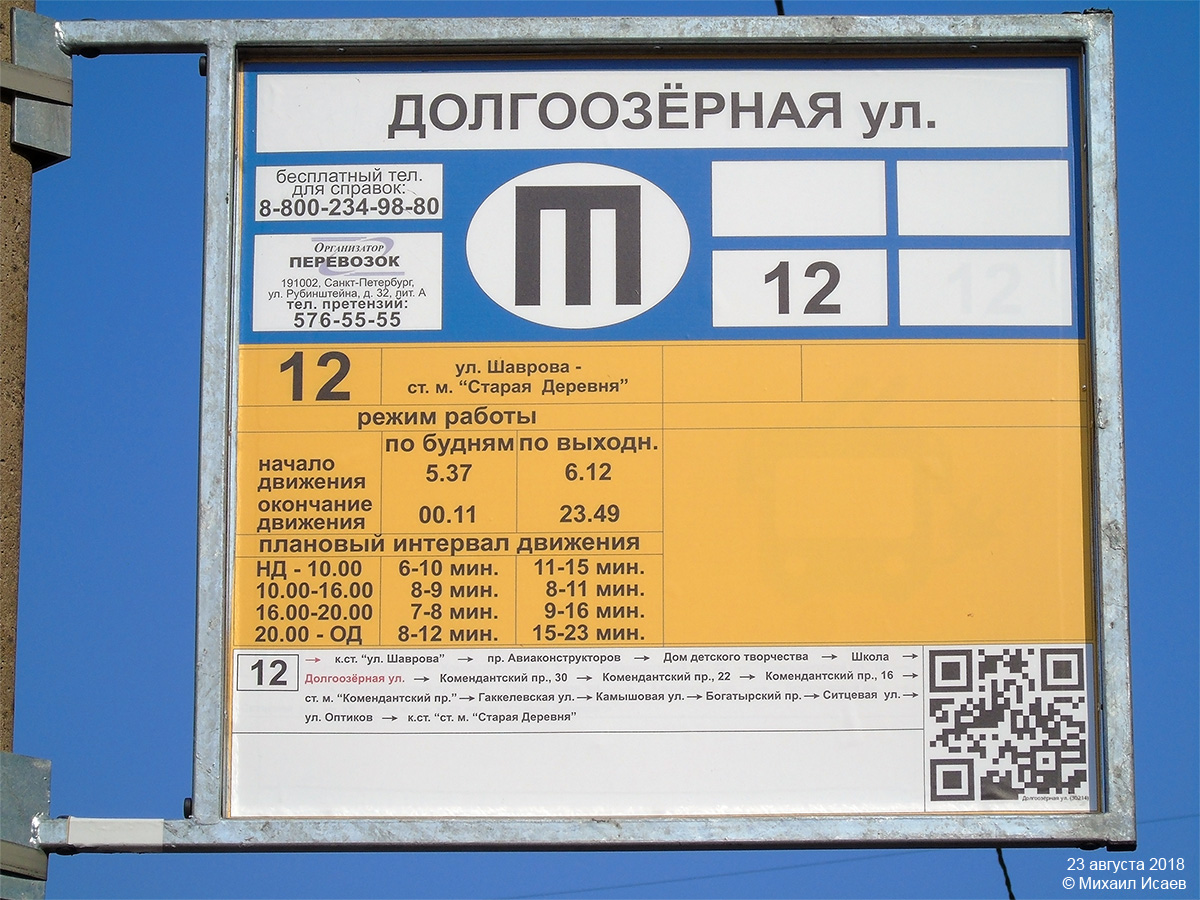 ДОЛГООЗЁРНАЯ ул.
бесплатный тел.
для справок:
8-800-234-98-80
Организатор
ПЕРЕВОЗОК
191002, Санкт-Петербург,
ул. Рубинштейна, д. 32, лит. А
тел. претензий:
576-55-55
Ш
12
12
12
ул. Шаврова -
ст. м. “Старая Деревня”
режим работы
по будням по выходн.
начало движения 5.37 6.12
окончание движения 00.11 23.49
плановый интервал движения
НД - 10.00 6-10 мин. 11-15 мин.
10.00-16.00 8-9 мин. 8-11 мин.
16.00-20.00 7-8 мин. 9-16 мин.
20.00 - ОД 8-12 мин. 15-23 мин.
12 → к.ст. “ул. Шаврова” → пр. Авиаконструкторов → Дом детского творчества → Школа →
Долгоозёрная ул. → Комендантский пр., 30 → Комендантский пр., 22 → Комендантский пр., 16 →
ст. м. “Комендантский пр.” → Гаккелевская ул. → Камышовая ул. → Богатырский пр. → Ситцевая ул. →
ул. Оптиков → к.ст. “ст. м. “Старая Деревня”
Долгоозёрная ул. (30214)
23 августа 2018
© Михаил Исаев